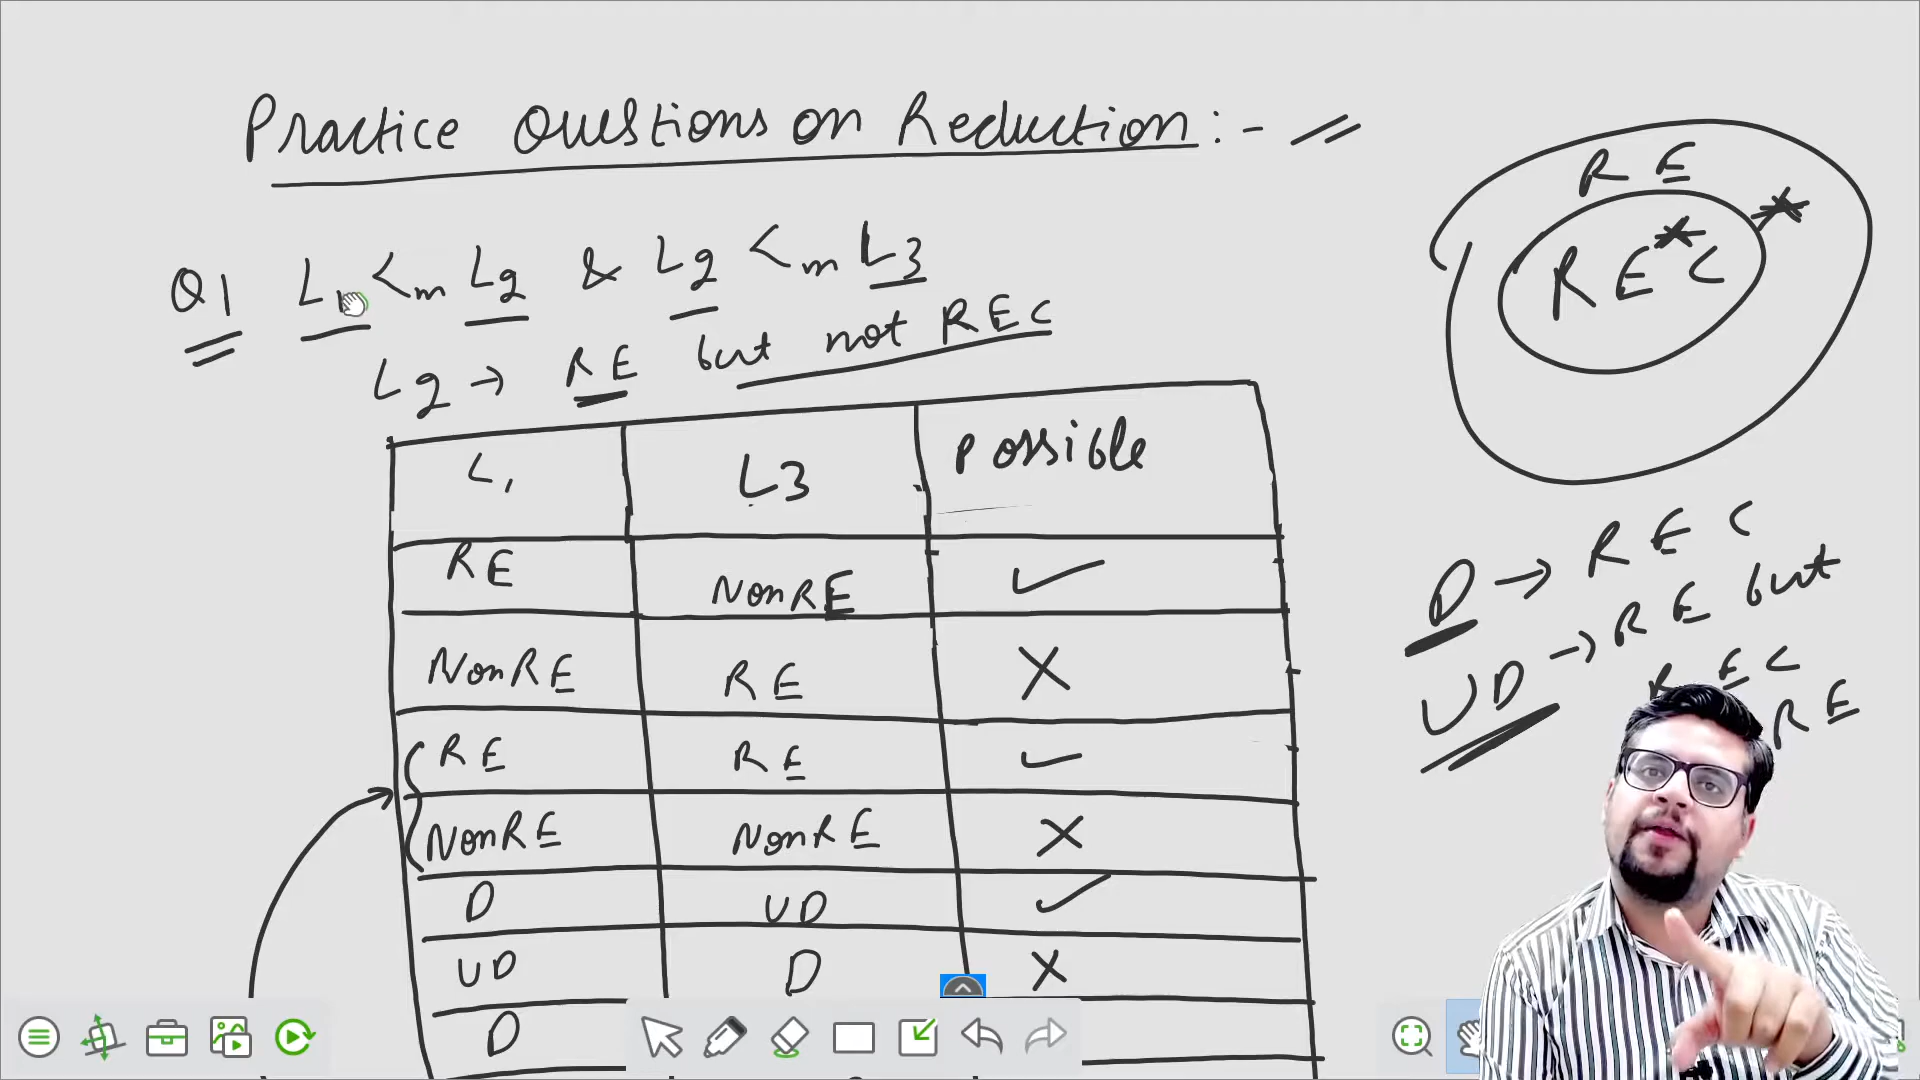 Practice Questions on Reduction:-
Q1 L1 <m L2 & L2 <m L3
L2 → RE but not REC
L1 L3 Possible
RE NonRE ✓
NonRE RE X
RE RE ✓
NonRE NonRE X
D UD ✓
UD D X
D
RE
REC
D → REC
UD → RE but
REC
RE